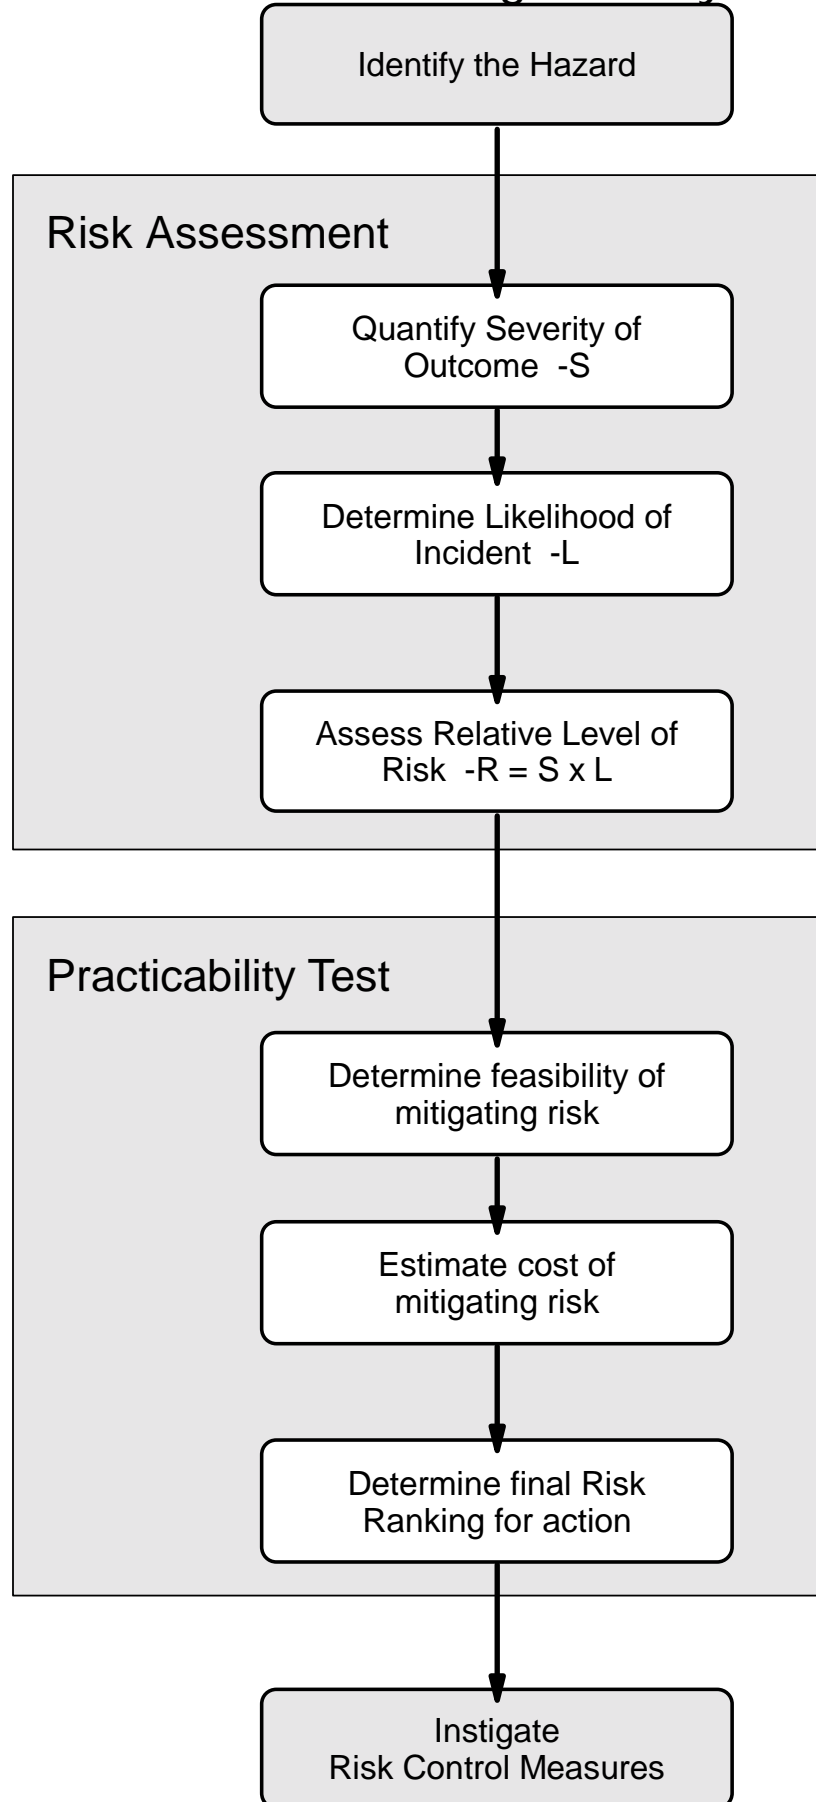 Identify the Hazard
Risk Assessment
Quantify Severity of
Outcome  -S
Determine Likelihood of
Incident  -L
Assess Relative Level of
Risk  -R = S x L
Practicability Test
Determine feasibility of
mitigating risk
Estimate cost of
mitigating risk
Determine final Risk
Ranking for action
Instigate
Risk Control Measures